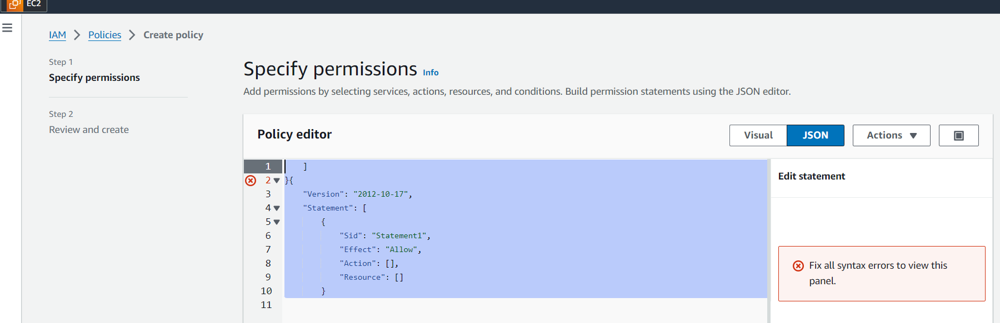 EC2
IAM > Policies > Create policy
Step 1
Specify permissions
Step 2
Review and create
Specify permissions Info
Add permissions by selecting services, actions, resources, and conditions. Build permission statements using the JSON editor.
Policy editor
Visual JSON Actions
1 ]
2 }{
3 "Version": "2012-10-17",
4 "Statement": [
5 {
6 "Sid": "Statement1",
7 "Effect": "Allow",
8 "Action": [],
9 "Resource": []
10 }
11
Edit statement
Fix all syntax errors to view this
panel.